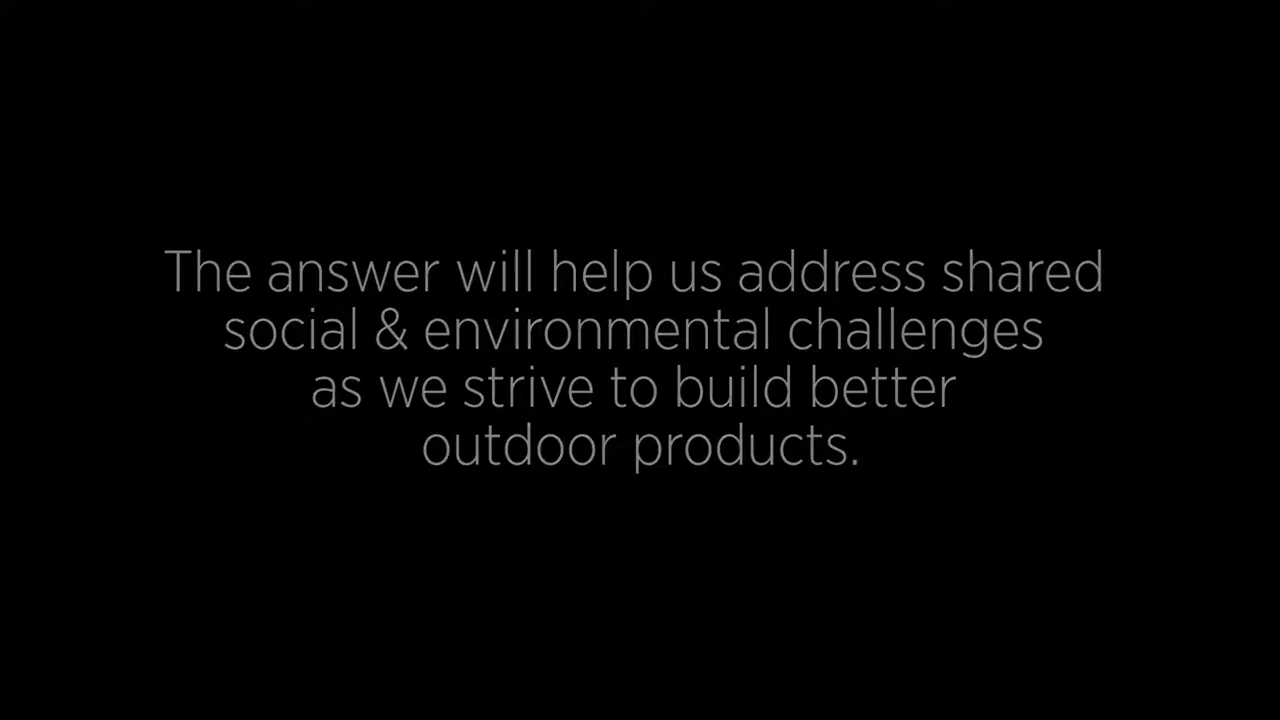 The answer will help us address shared
social & environmental challenges
as we strive to build better
outdoor products.